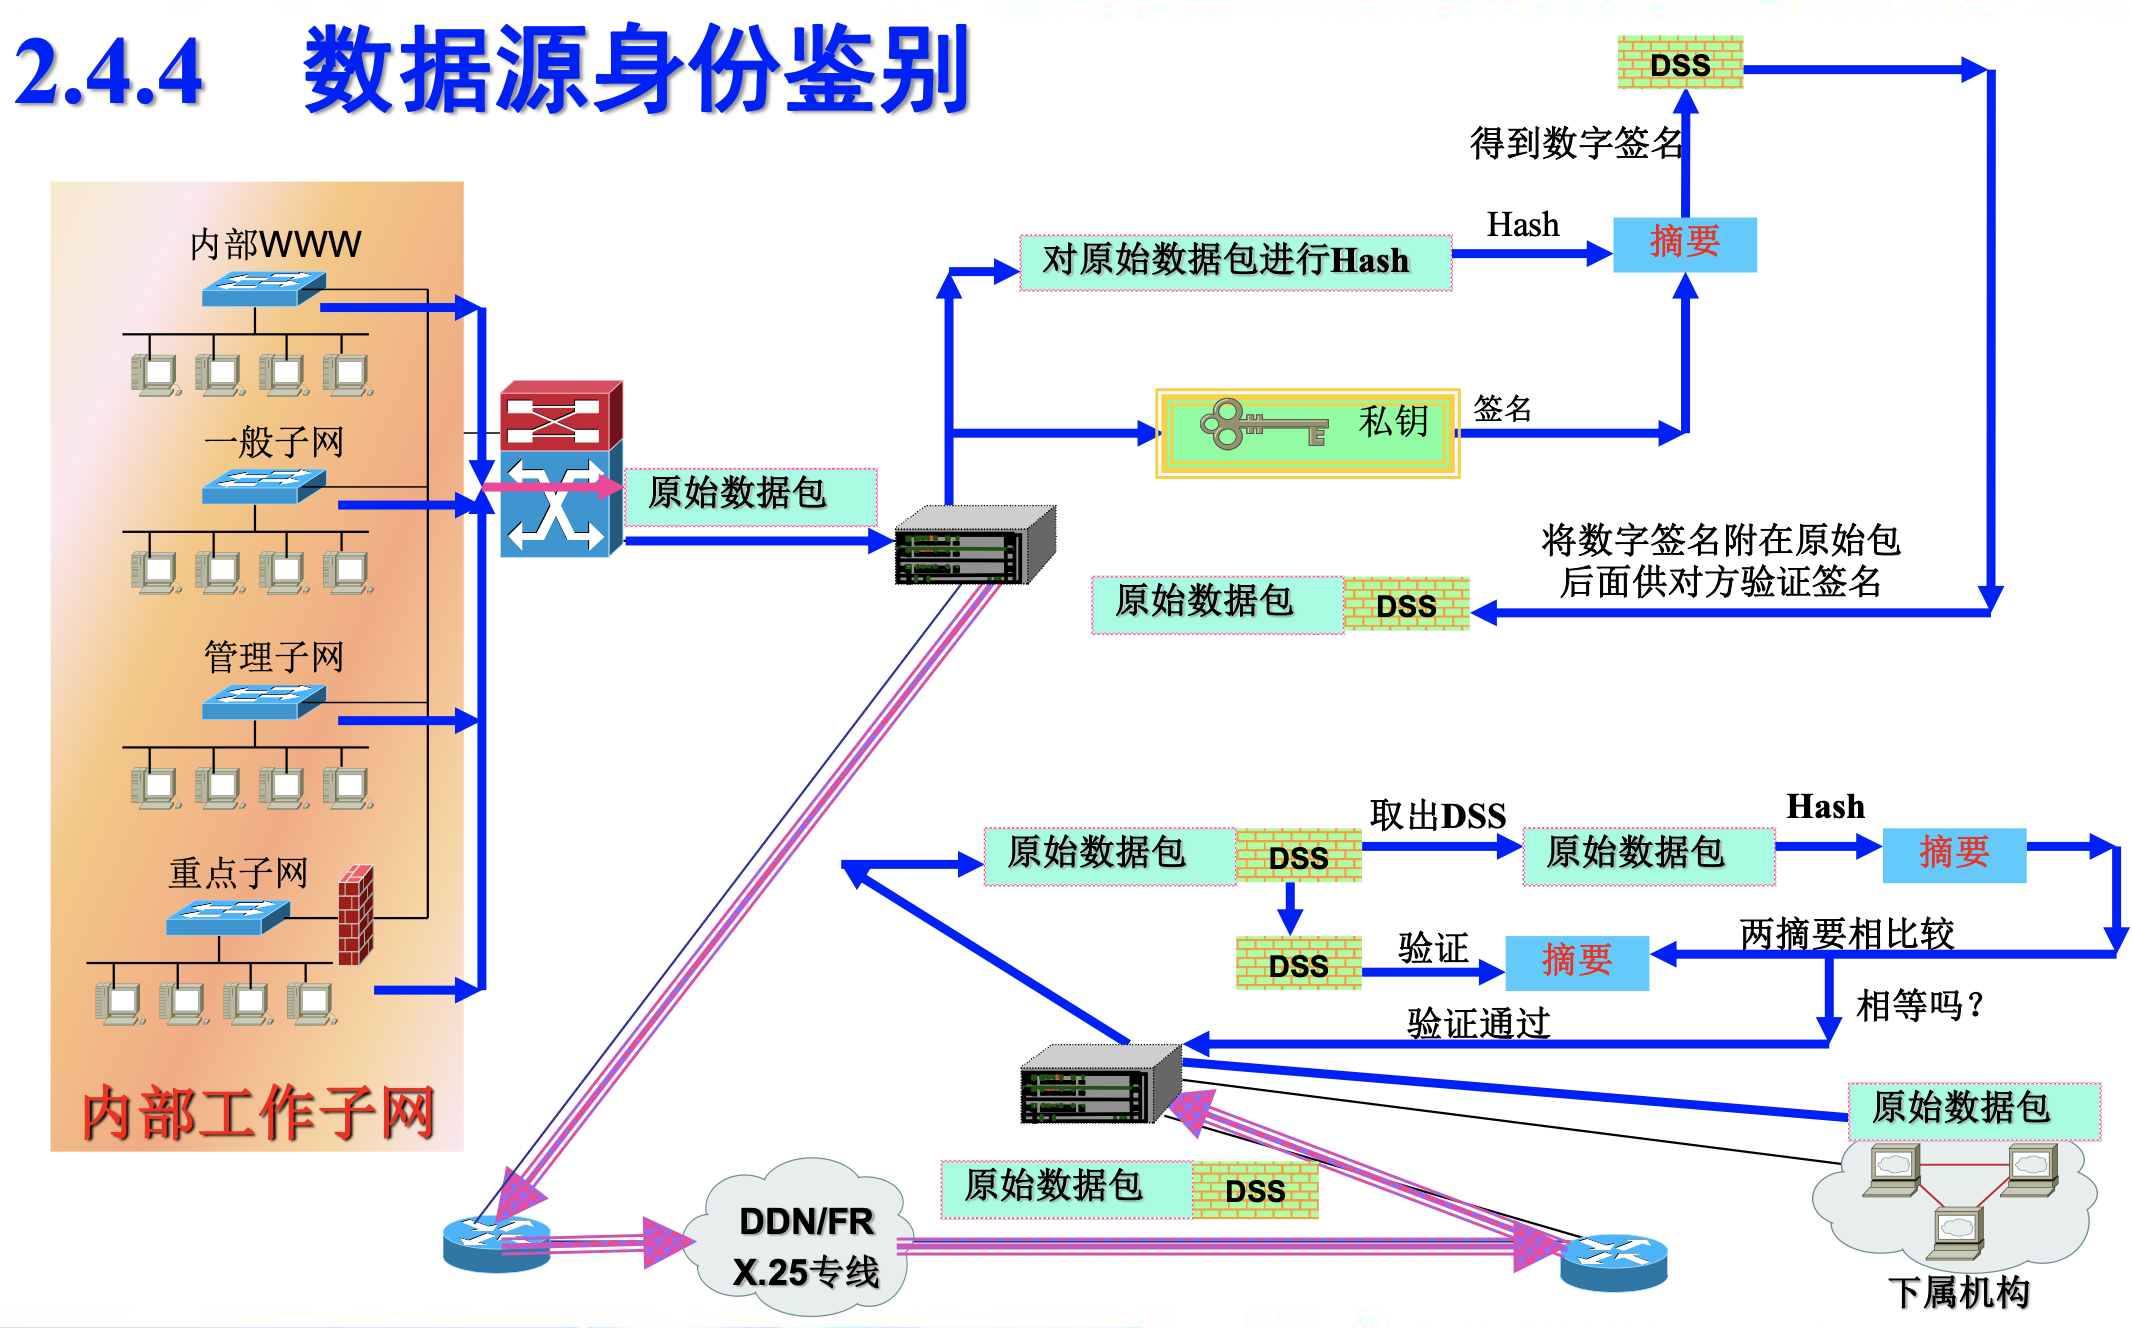 2.4.4 数据源身份鉴别
DSS
得到数字签名
内部WWW
对原始数据包进行Hash
Hash
摘要
一般子网
私钥
签名
原始数据包
将数字签名附在原始包
后面供对方验证签名
原始数据包
DSS
管理子网
重点子网
原始数据包
DSS
取出DSS
原始数据包
Hash
摘要
DSS
验证
摘要
两摘要相比较
相等吗?
验证通过
内部工作子网
原始数据包
原始数据包
DSS
DDN/FR
X.25专线
下属机构